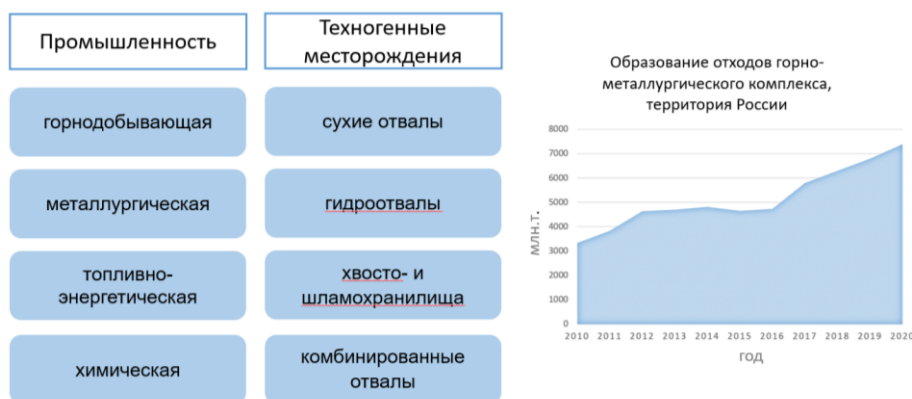 Промышленность
Техногенные
месторождения
горнодобывающая
сухие отвалы
металлургическая
гидроотвалы
топливно-
энергетическая
хвосто- и
шламохранилища
химическая
комбинированные
отвалы
Образование отходов горно-
металлургического комплекса,
территория России
8000
7000
6000
5000
4000
3000
2000
1000
0
млн.т.
2010 2011 2012 2013 2014 2015 2016 2017 2018 2019 2020
год